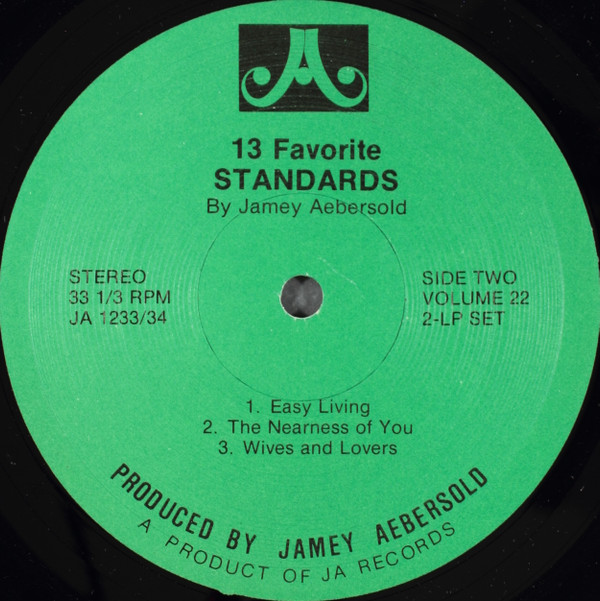 13 Favorite
STANDARDS
By Jamey Aebersold
STEREO
33 1/3 RPM
JA 1233/34
SIDE TWO
VOLUME 22
2-LP SET
1. Easy Living
2. The Nearness of You
3. Wives and Lovers
PRODUCED BY JAMEY AEBERSOLD
A PRODUCT OF JA RECORDS